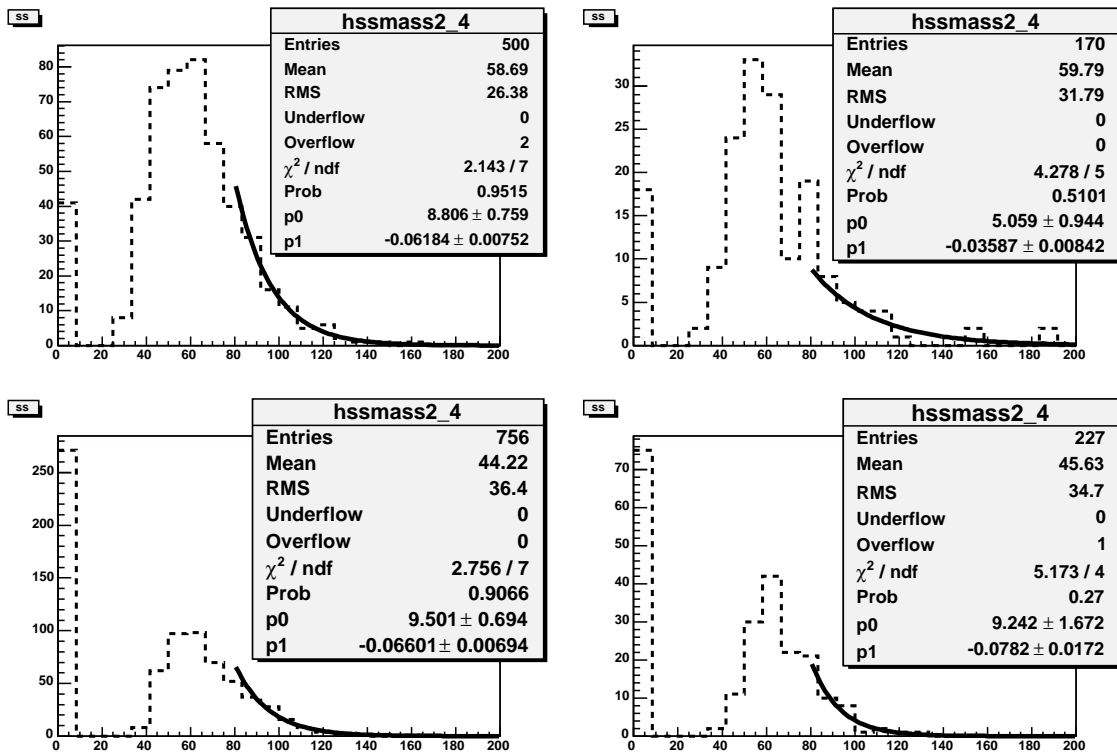 ss
hssmass2_4
Entries 500
Mean 58.69
RMS 26.38
Underflow 0
Overflow 2
χ² / ndf 2.143 / 7
Prob 0.9515
p0 8.806 ± 0.759
p1 -0.06184 ± 0.00752
80
70
60
50
40
30
20
10
0
0 20 40 60 80 100 120 140 160 180 200
ss
hssmass2_4
Entries 170
Mean 59.79
RMS 31.79
Underflow 0
Overflow 0
χ² / ndf 4.278 / 5
Prob 0.5101
p0 5.059 ± 0.944
p1 -0.03587 ± 0.00842
30
25
20
15
10
5
0
0 20 40 60 80 100 120 140 160 180 200
ss
hssmass2_4
Entries 756
Mean 44.22
RMS 36.4
Underflow 0
Overflow 0
χ² / ndf 2.756 / 7
Prob 0.9066
p0 9.501 ± 0.694
p1 -0.06601 ± 0.00694
250
200
150
100
50
0
0 20 40 60 80 100 120 140 160 180 200
ss
hssmass2_4
Entries 227
Mean 45.63
RMS 34.7
Underflow 0
Overflow 1
χ² / ndf 5.173 / 4
Prob 0.27
p0 9.242 ± 1.672
p1 -0.0782 ± 0.0172
70
60
50
40
30
20
10
0
0 20 40 60 80 100 120 140 160 180 200